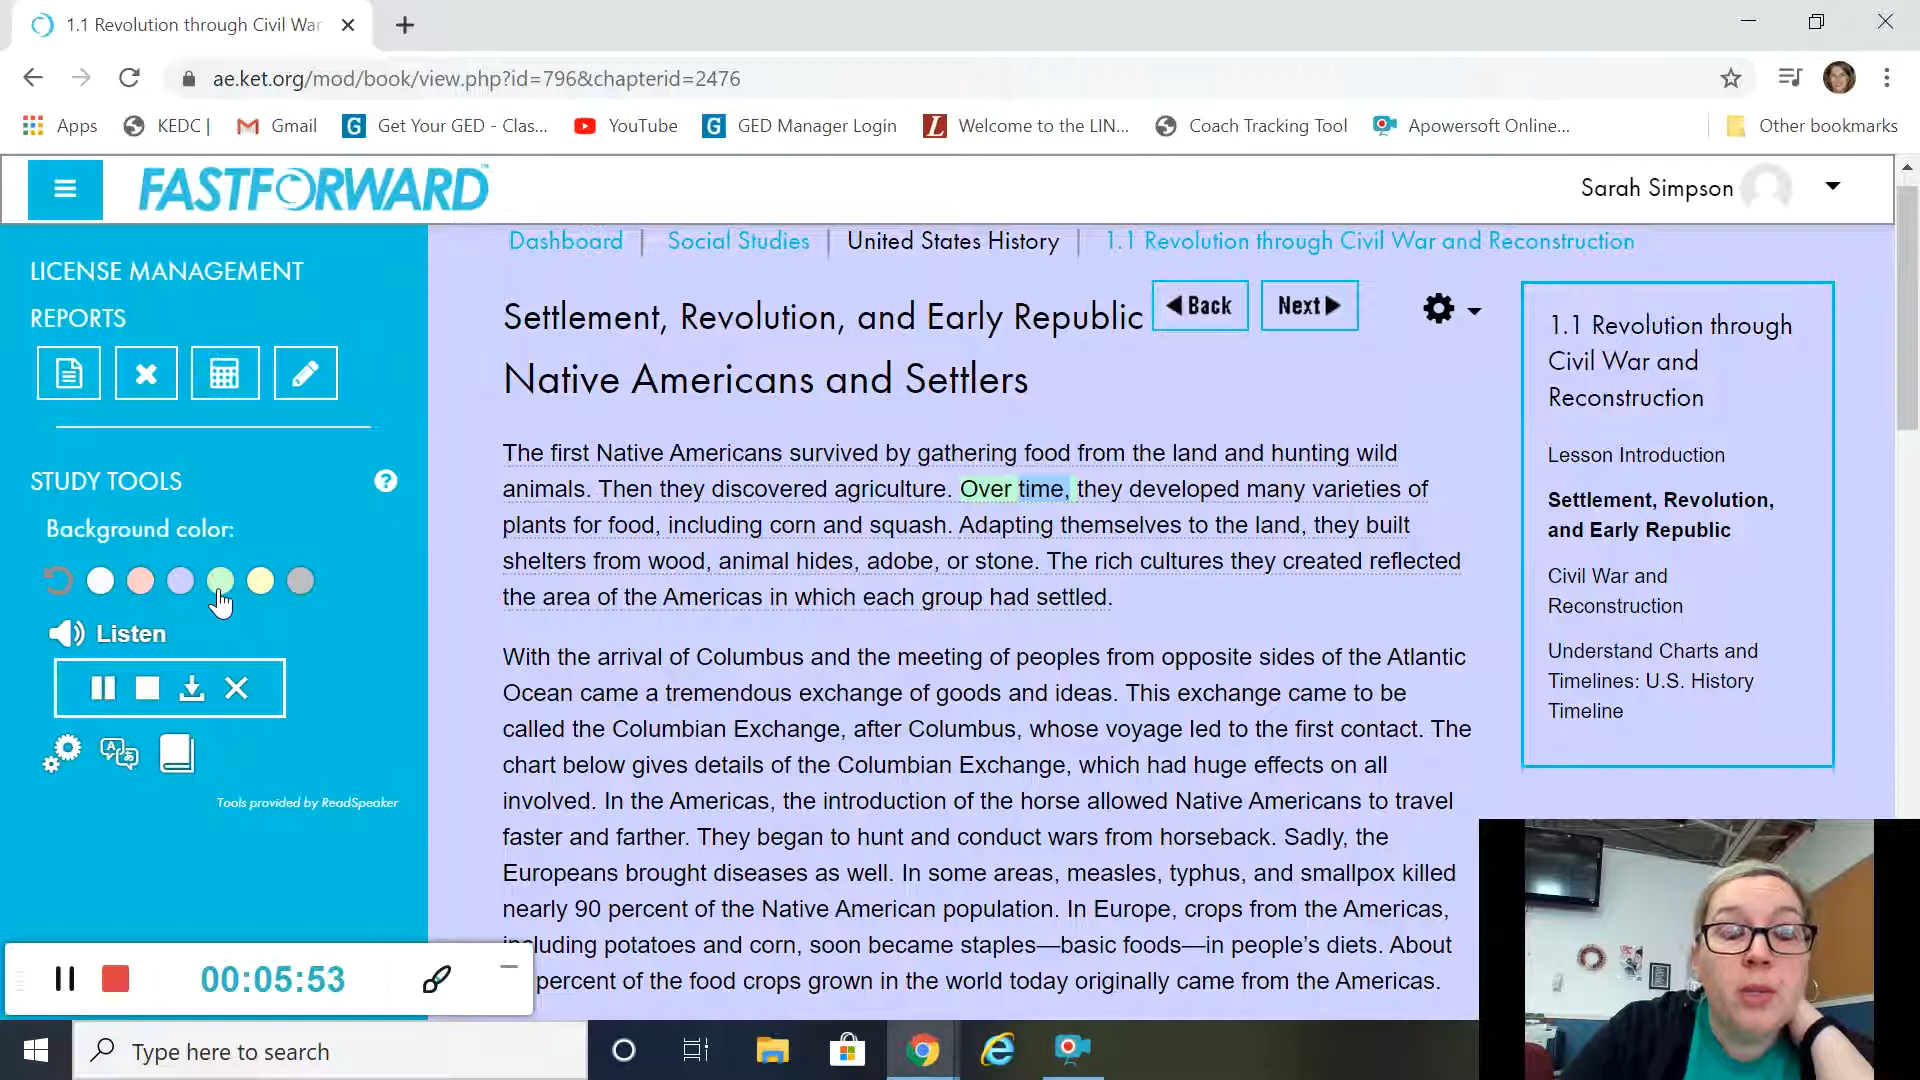 1.1 Revolution through Civil War
ae.ket.org/mod/book/view.php?id=796&chapterid=2476
Apps
KEDC |
Gmail
Get Your GED - Clas...
YouTube
GED Manager Login
Welcome to the LIN...
Coach Tracking Tool
Apowersoft Online...
Other bookmarks
FASTFORWARD™
Sarah Simpson
Dashboard | Social Studies | United States History | 1.1 Revolution through Civil War and Reconstruction
LICENSE MANAGEMENT
REPORTS
STUDY TOOLS
?
Background color:
Listen
Tools provided by ReadSpeaker
Settlement, Revolution, and Early Republic
Back
Next
Native Americans and Settlers
The first Native Americans survived by gathering food from the land and hunting wild
animals. Then they discovered agriculture. Over time, they developed many varieties of
plants for food, including corn and squash. Adapting themselves to the land, they built
shelters from wood, animal hides, adobe, or stone. The rich cultures they created reflected
the area of the Americas in which each group had settled.
With the arrival of Columbus and the meeting of peoples from opposite sides of the Atlantic
Ocean came a tremendous exchange of goods and ideas. This exchange came to be
called the Columbian Exchange, after Columbus, whose voyage led to the first contact. The
chart below gives details of the Columbian Exchange, which had huge effects on all
involved. In the Americas, the introduction of the horse allowed Native Americans to travel
faster and farther. They began to hunt and conduct wars from horseback. Sadly, the
Europeans brought diseases as well. In some areas, measles, typhus, and smallpox killed
nearly 90 percent of the Native American population. In Europe, crops from the Americas,
including potatoes and corn, soon became staples—basic foods—in people's diets. About
percent of the food crops grown in the world today originally came from the Americas.
1.1 Revolution through
Civil War and
Reconstruction
Lesson Introduction
Settlement, Revolution,
and Early Republic
Civil War and
Reconstruction
Understand Charts and
Timelines: U.S. History
Timeline
00:05:53
Type here to search